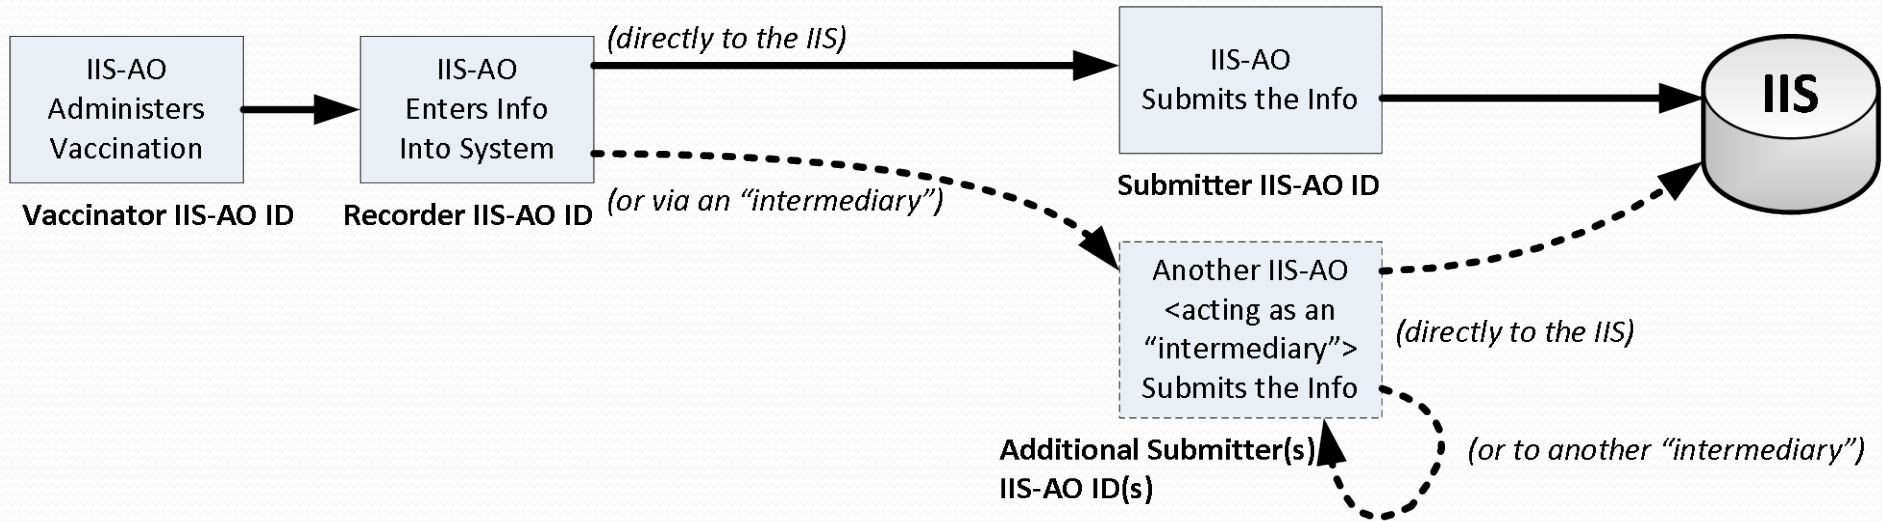 IIS-AO
Administers
Vaccination
Vaccinator IIS-AO ID
IIS-AO
Enters Info
Into System
Recorder IIS-AO ID
(directly to the IIS)
(or via an “intermediary”)
IIS-AO
Submits the Info
Submitter IIS-AO ID
IIS
Another IIS-AO
<acting as an
“intermediary”>
Submits the Info
(directly to the IIS)
Additional Submitter(s)
IIS-AO ID(s)
(or to another “intermediary”)